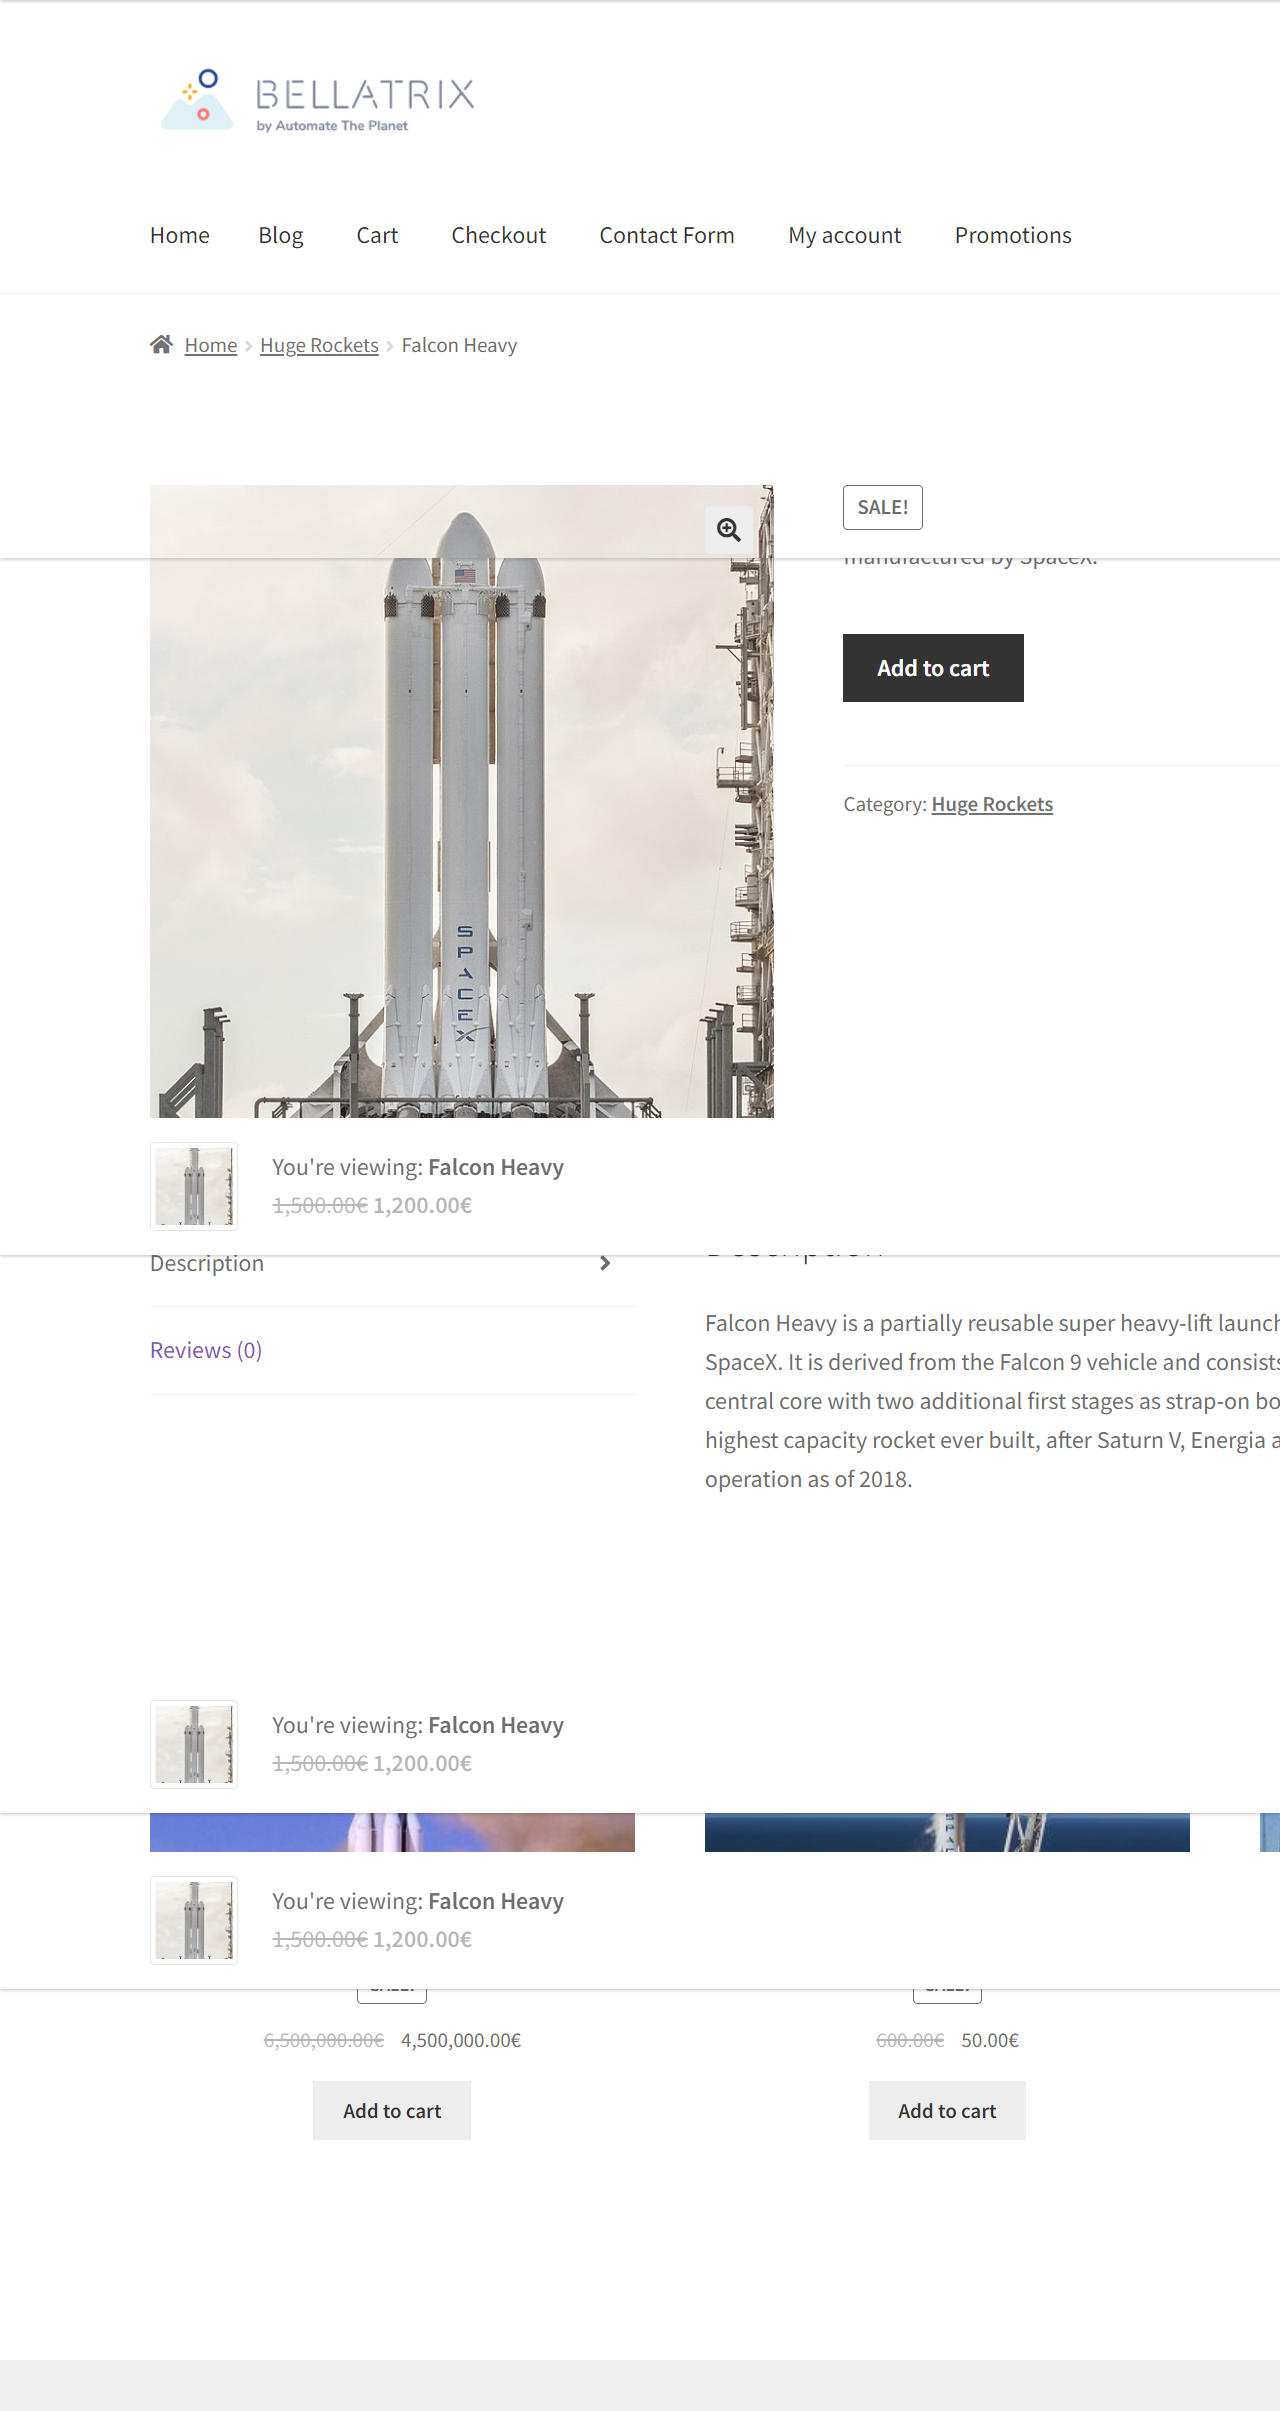 BELLATRIX
by Automate The Planet
Home Blog Cart Checkout Contact Form My account Promotions
Home Huge Rockets Falcon Heavy
SALE!
manufactured by SpaceX.
Add to cart
Category: Huge Rockets
SPACEX
You're viewing: Falcon Heavy
1,500.00€ 1,200.00€
Description
Description
Falcon Heavy is a partially reusable super heavy-lift launch
Reviews (0)
SpaceX. It is derived from the Falcon 9 vehicle and consists
central core with two additional first stages as strap-on bo
highest capacity rocket ever built, after Saturn V, Energia a
operation as of 2018.
You're viewing: Falcon Heavy
1,500.00€ 1,200.00€
You're viewing: Falcon Heavy
1,500.00€ 1,200.00€
SALE! SALE!
6,500,000.00€ 4,500,000.00€ 600.00€ 50.00€
Add to cart Add to cart